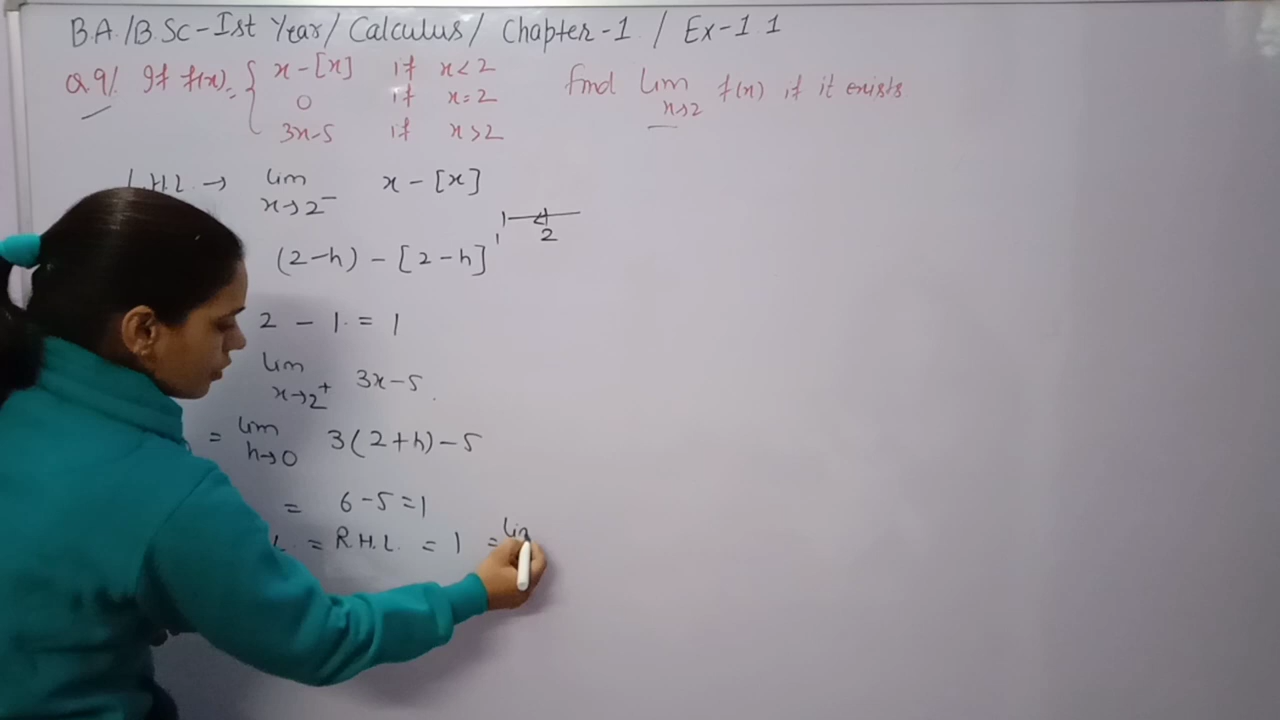 B.A./B.Sc-Ist Year/ Calculus/ Chapter-1 / Ex-1.1
Q.9/. If f(x)= { x-[x] if x<2 Find lim f(x) if it exists
0 if x=2 x→2
3x-5 if x>2
L.H.L. → lim x-[x]
x→2⁻
1 2
(2-h) - [2-h]
2 - 1 = 1
lim 3x-5
x→2⁺
= lim 3(2+h)-5
h→0
= 6-5=1
L. = R.H.L. = 1 =